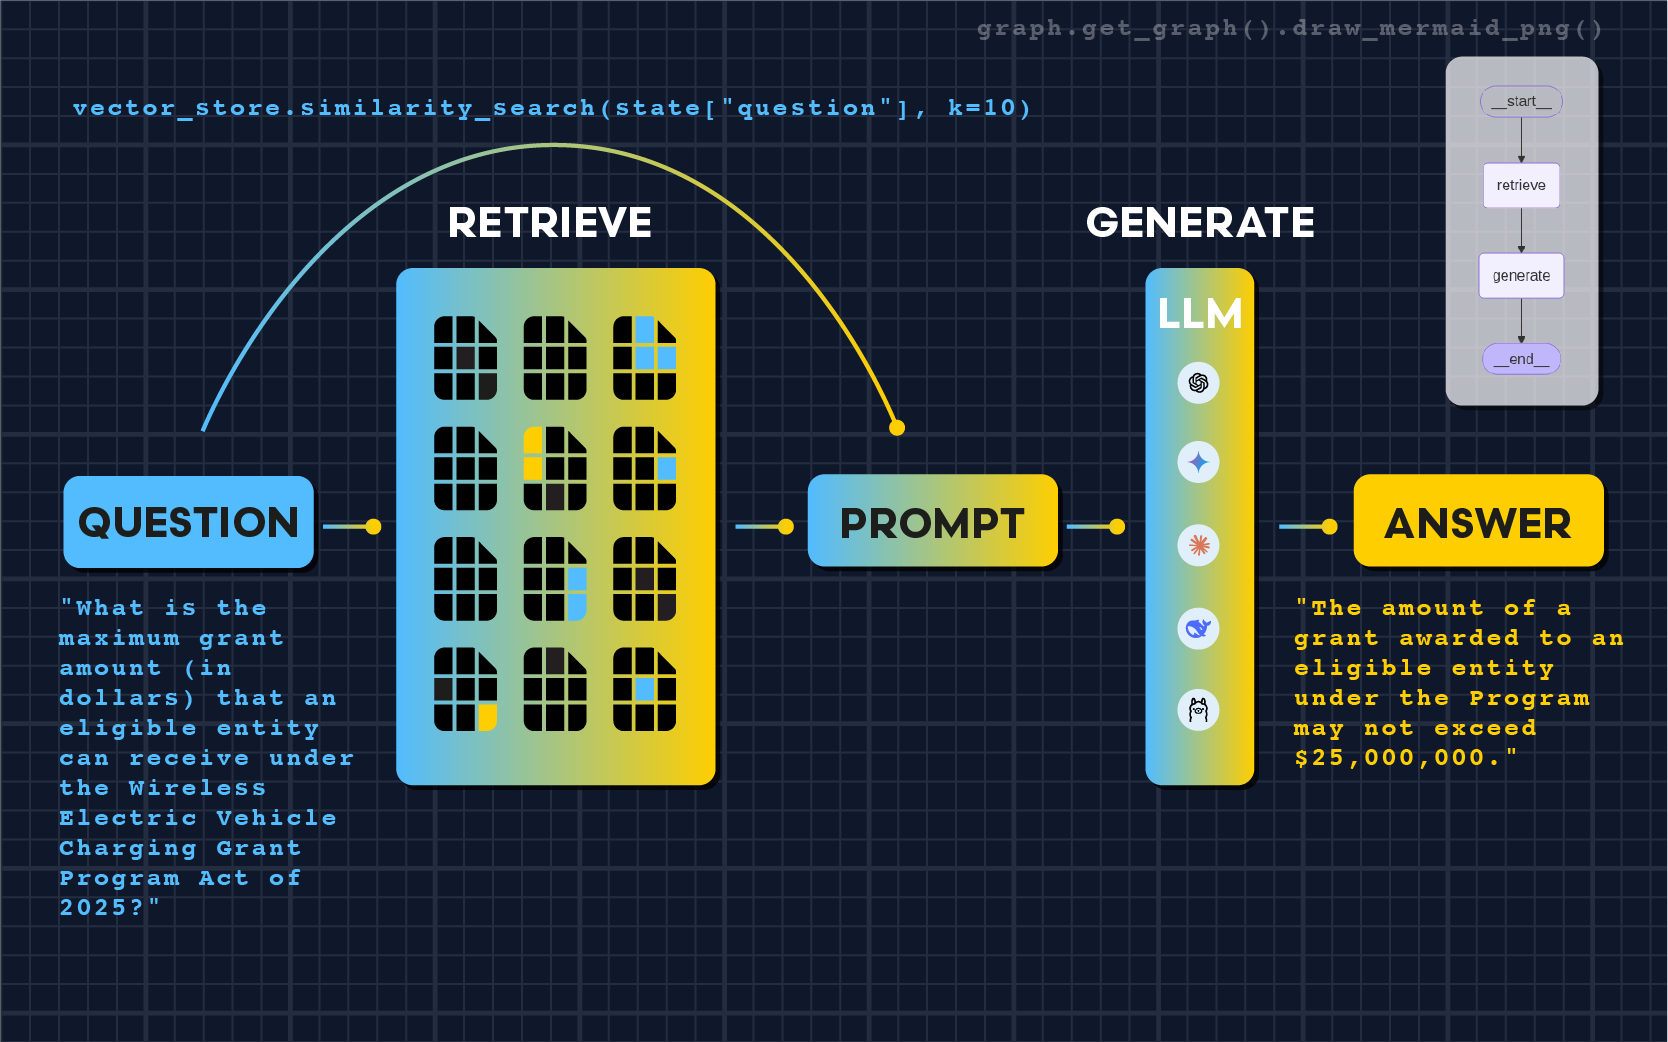 graph.get_graph().draw_mermaid_png()
vector_store.similarity_search(state["question"], k=10)
__start__
retrieve
generate
__end__
RETRIEVE
GENERATE
LLM
QUESTION
PROMPT
ANSWER
"What is the
maximum grant
amount (in
dollars) that an
eligible entity
can receive under
the Wireless
Electric Vehicle
Charging Grant
Program Act of
2025?"
"The amount of a
grant awarded to an
eligible entity
under the Program
may not exceed
$25,000,000."